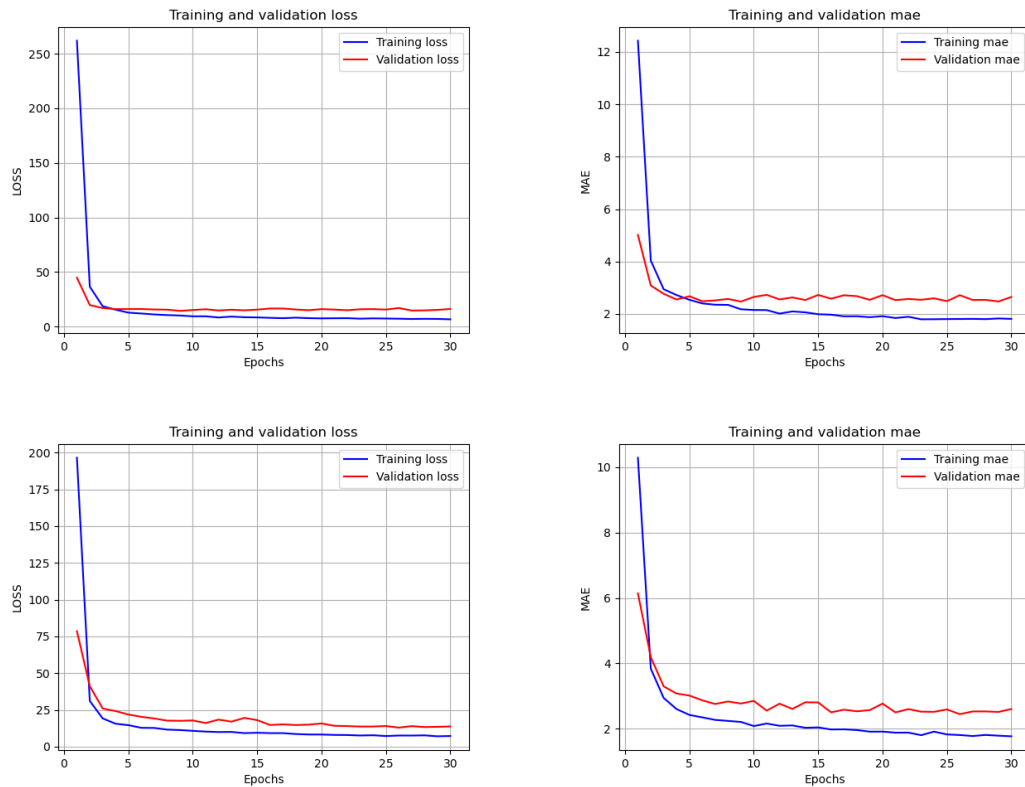 Training and validation loss
250
200
150
100
50
0
LOSS
Training loss
Validation loss
0 5 10 15 20 25 30
Epochs
Training and validation mae
12
10
8
6
4
2
MAE
Training mae
Validation mae
0 5 10 15 20 25 30
Epochs
Training and validation loss
200
175
150
125
100
75
50
25
0
LOSS
Training loss
Validation loss
0 5 10 15 20 25 30
Epochs
Training and validation mae
10
8
6
4
2
MAE
Training mae
Validation mae
0 5 10 15 20 25 30
Epochs